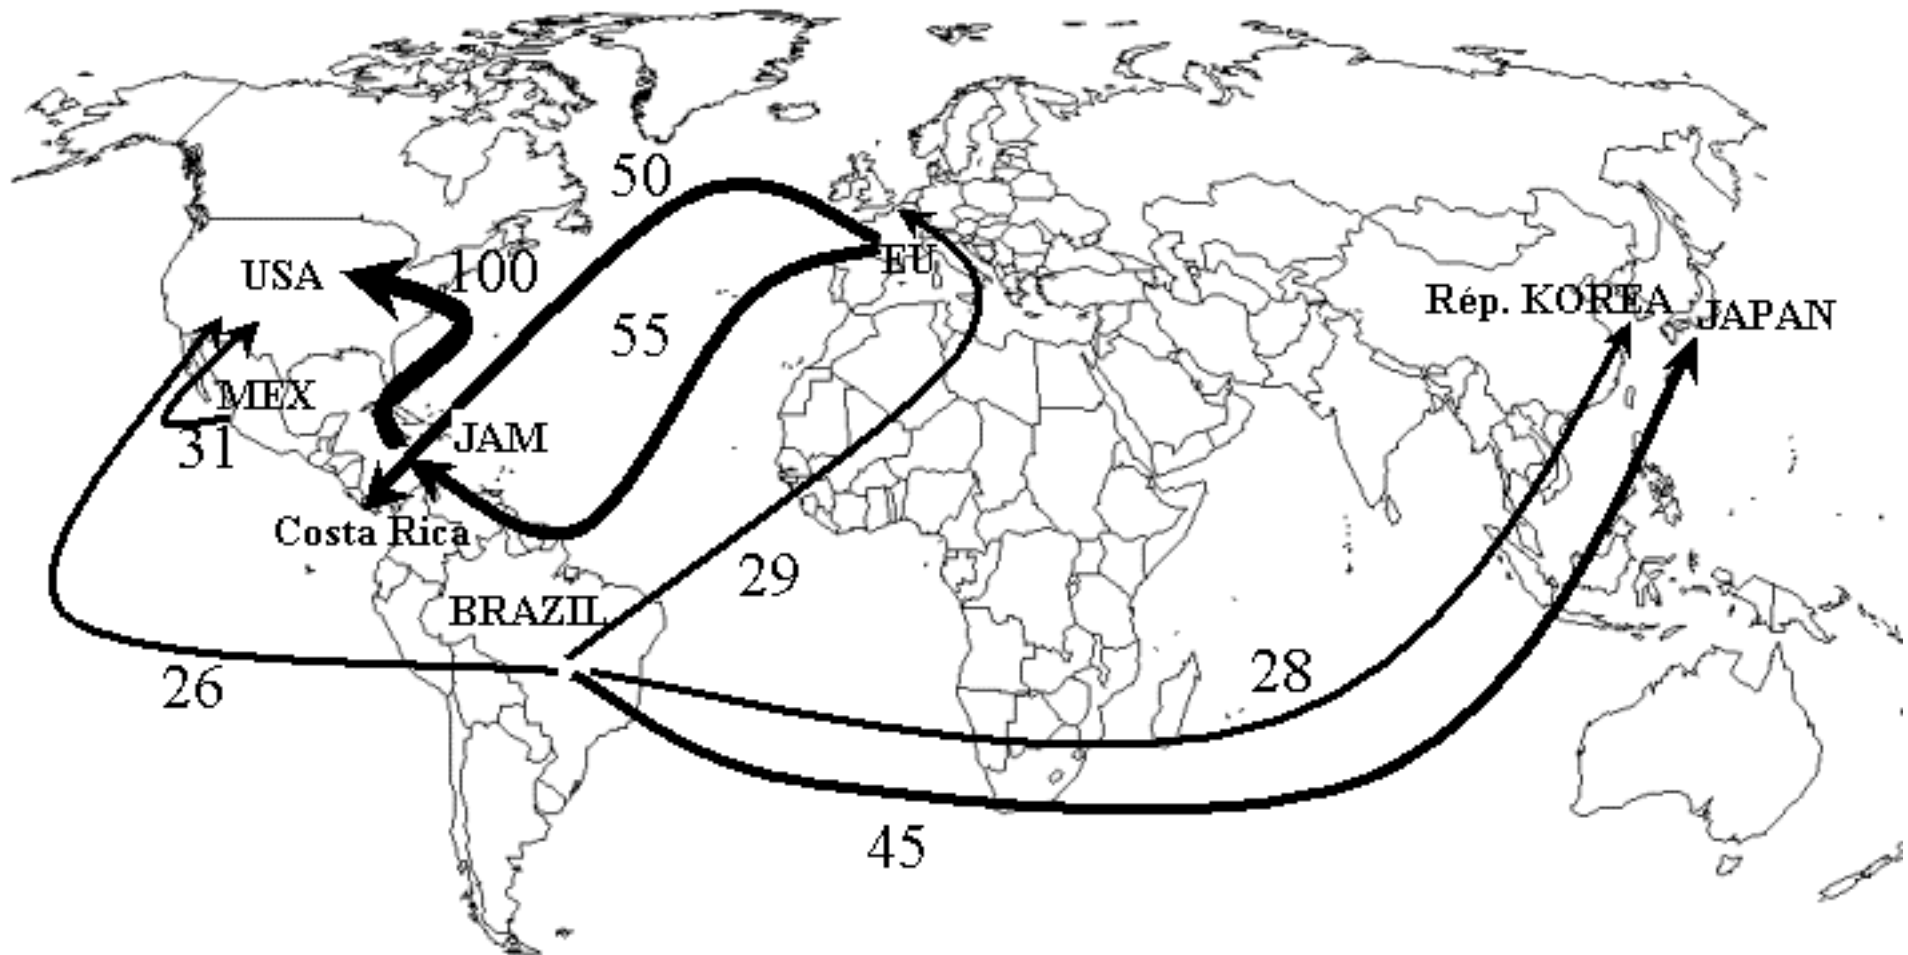 50
USA
100
EU
55
Rép. KOREA
JAPAN
MEX
31
JAM
Costa Rica
29
BRAZIL
26
28
45